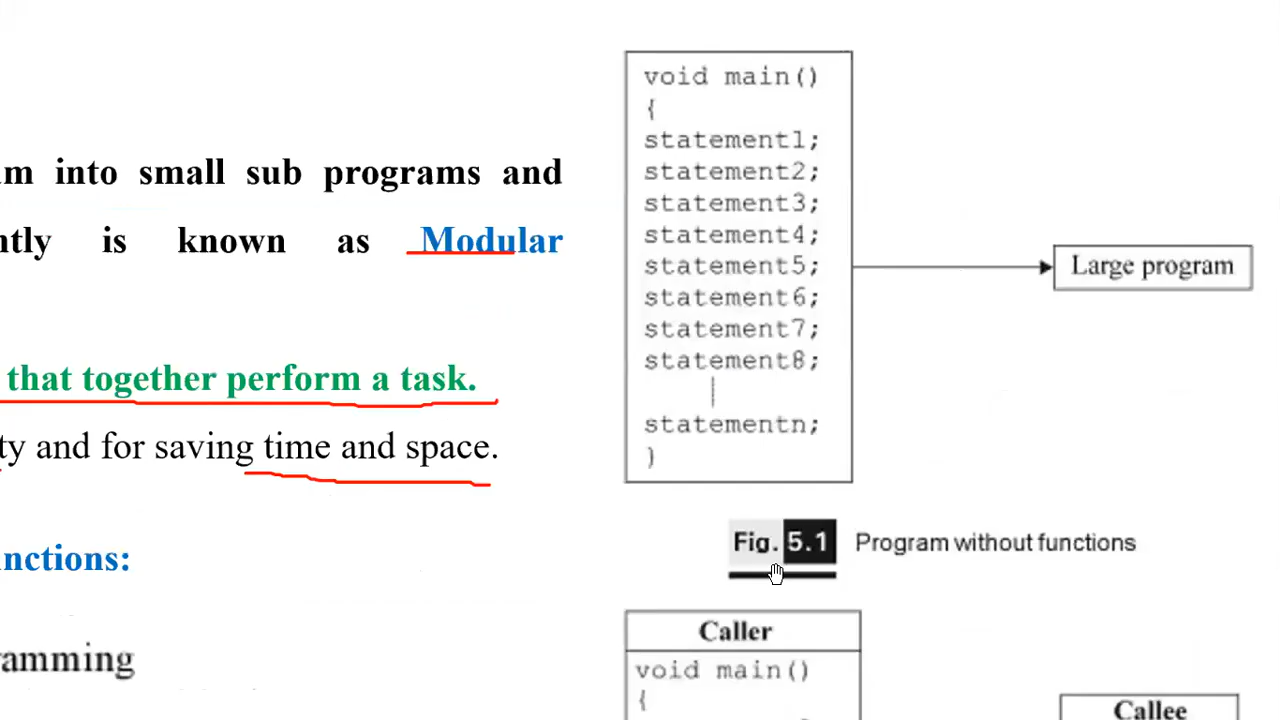 um into small sub programs and
ntly is known as Modular
that together perform a task.
ty and for saving time and space.
nctions:
ramming
void main()
{
statement1;
statement2;
statement3;
statement4;
statement5;
statement6;
statement7;
statement8;
|
statementn;
}
Large program
Fig. 5.1 Program without functions
Caller
void main()
{
Callee